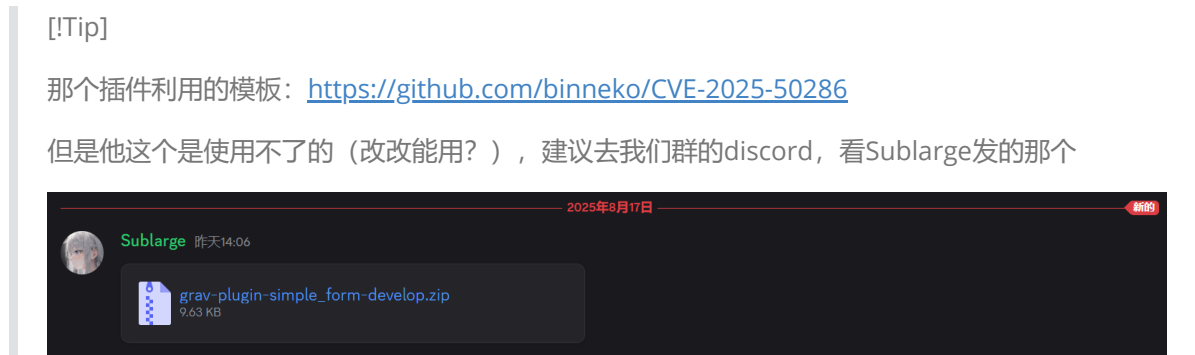 [!Tip]
那个插件利用的模板：https://github.com/binneko/CVE-2025-50286
但是他这个是使用不了的（改改能用？），建议去我们群的discord，看Sublarge发的那个
2025年8月17日
新的
Sublarge 昨天14:06
grav-plugin-simple_form-develop.zip
9.63 KB